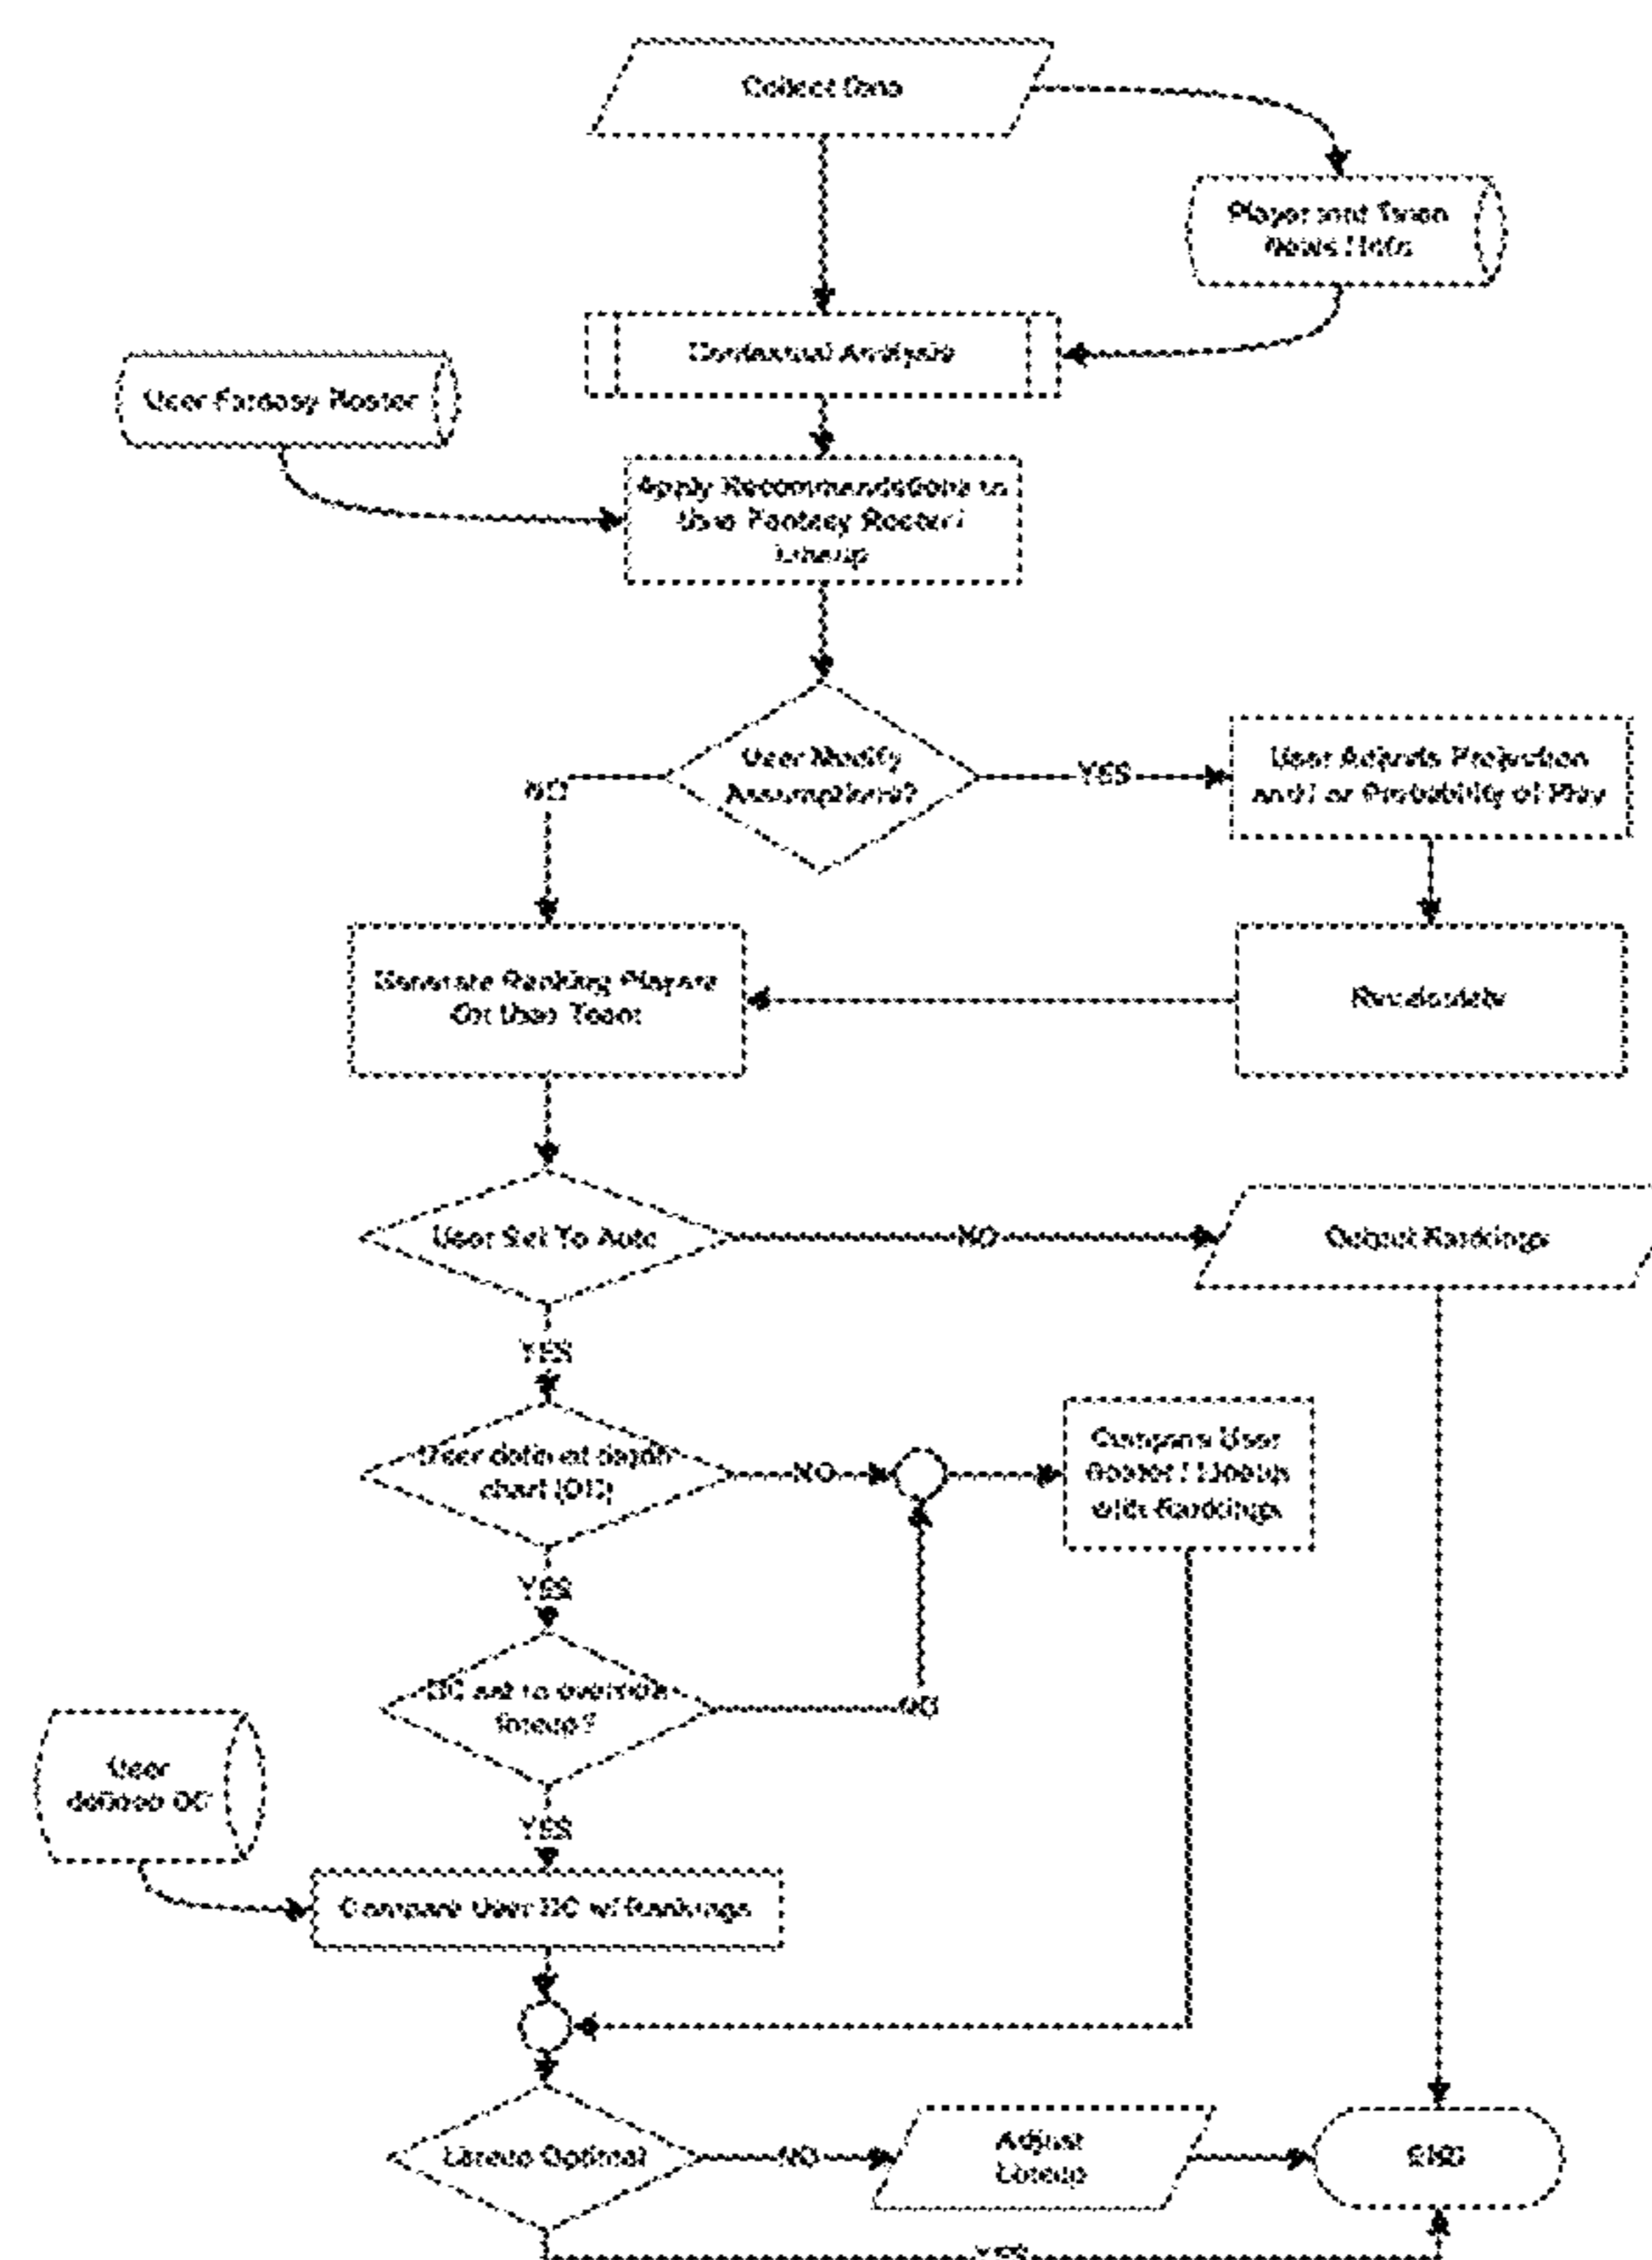 Collect Data
Player and Team
News / Info
Contextual Analysis
User Fantasy Roster
Apply Recommendations to
User Fantasy Roster /
Lineup
User Modify
Assumptions?
NO
YES
User Adjusts Projection
and / or Probability of Play
Generate Ranking Players
On User Team
Recalculate
User Set To Auto
NO
Output Rankings
YES
User defined depth
chart (DC)
NO
Compare User
Roster / Lineup
with Rankings
YES
DC set to override
lineup?
NO
User
defined DC
YES
Compare User DC w/ Rankings
Lineup Optimal
NO
Adjust
Lineup
END
YES